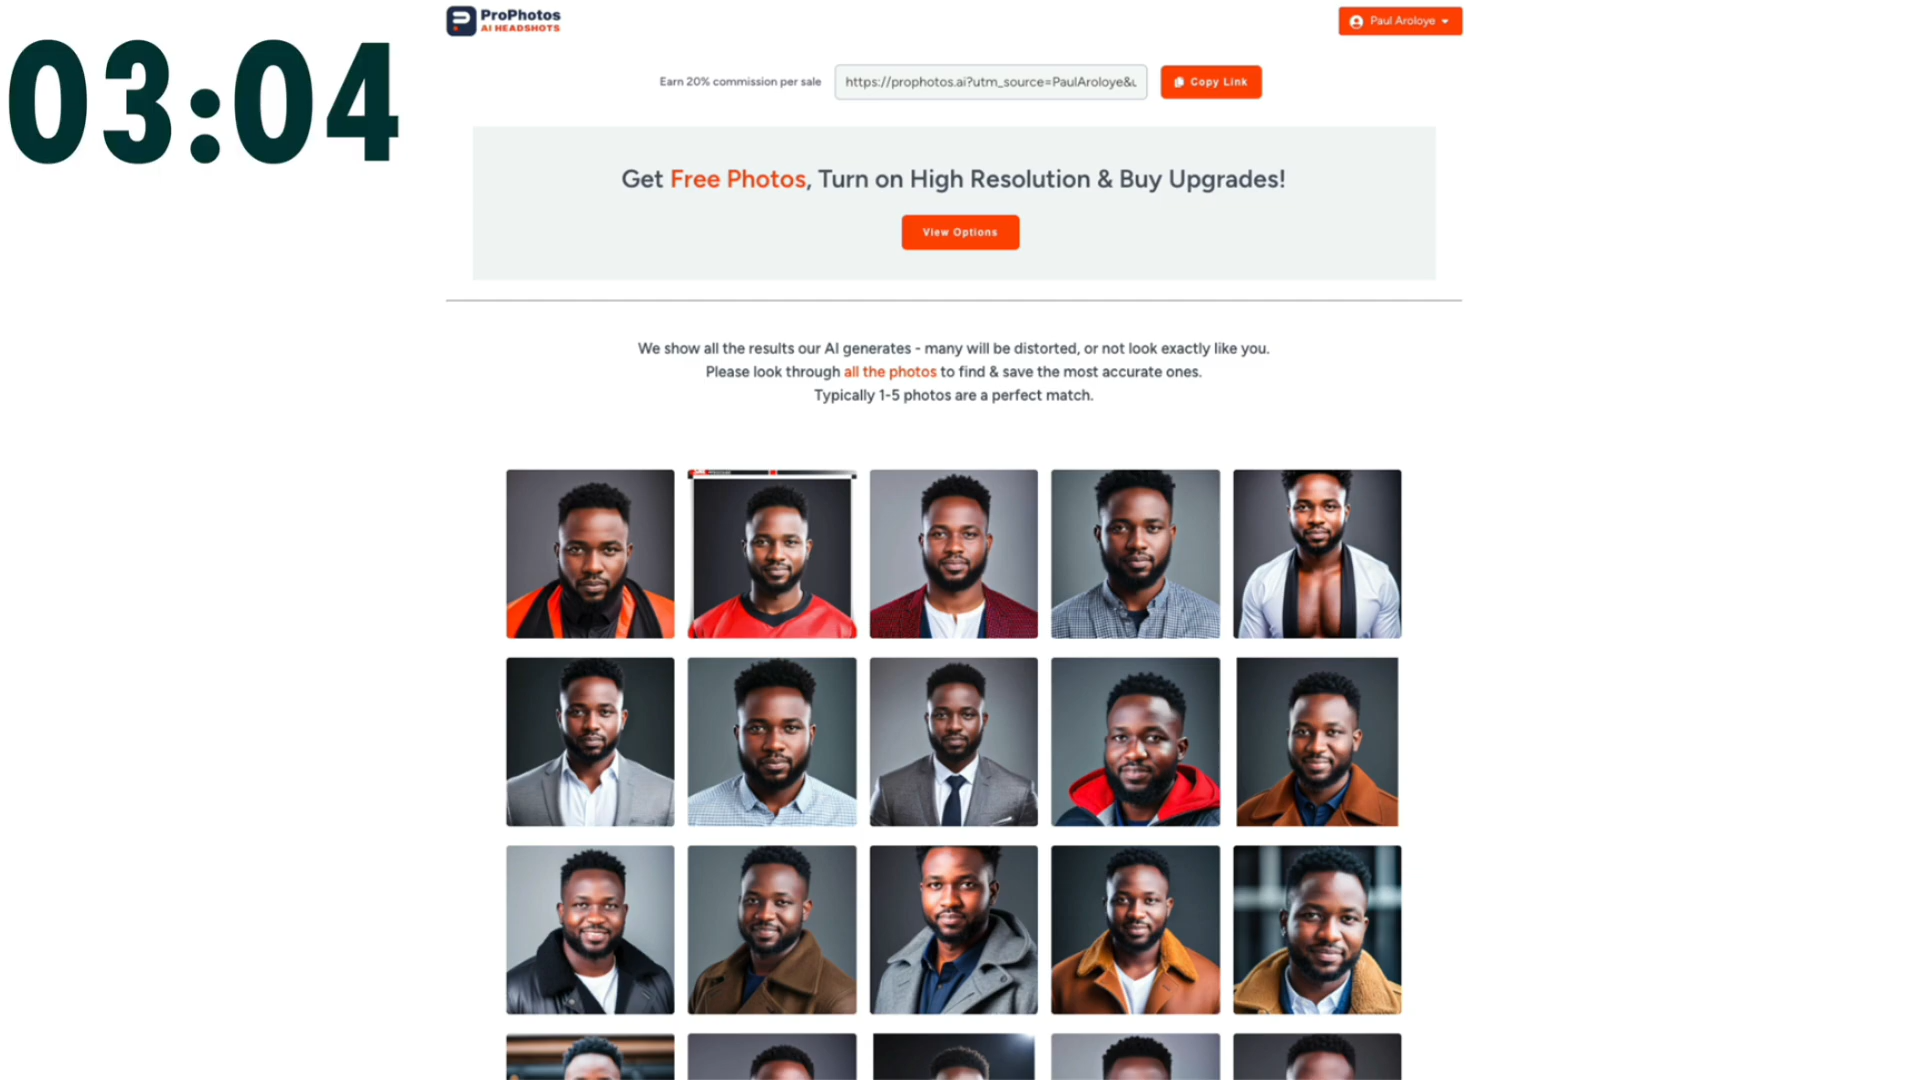 03:04
ProPhotos
AI HEADSHOTS
Paul Aroloye
Earn 20% commission per sale
https://prophotos.ai?utm_source=PaulAroloye&u
Copy Link
Get Free Photos, Turn on High Resolution & Buy Upgrades!
View Options
We show all the results our AI generates - many will be distorted, or not look exactly like you.
Please look through all the photos to find & save the most accurate ones.
Typically 1-5 photos are a perfect match.